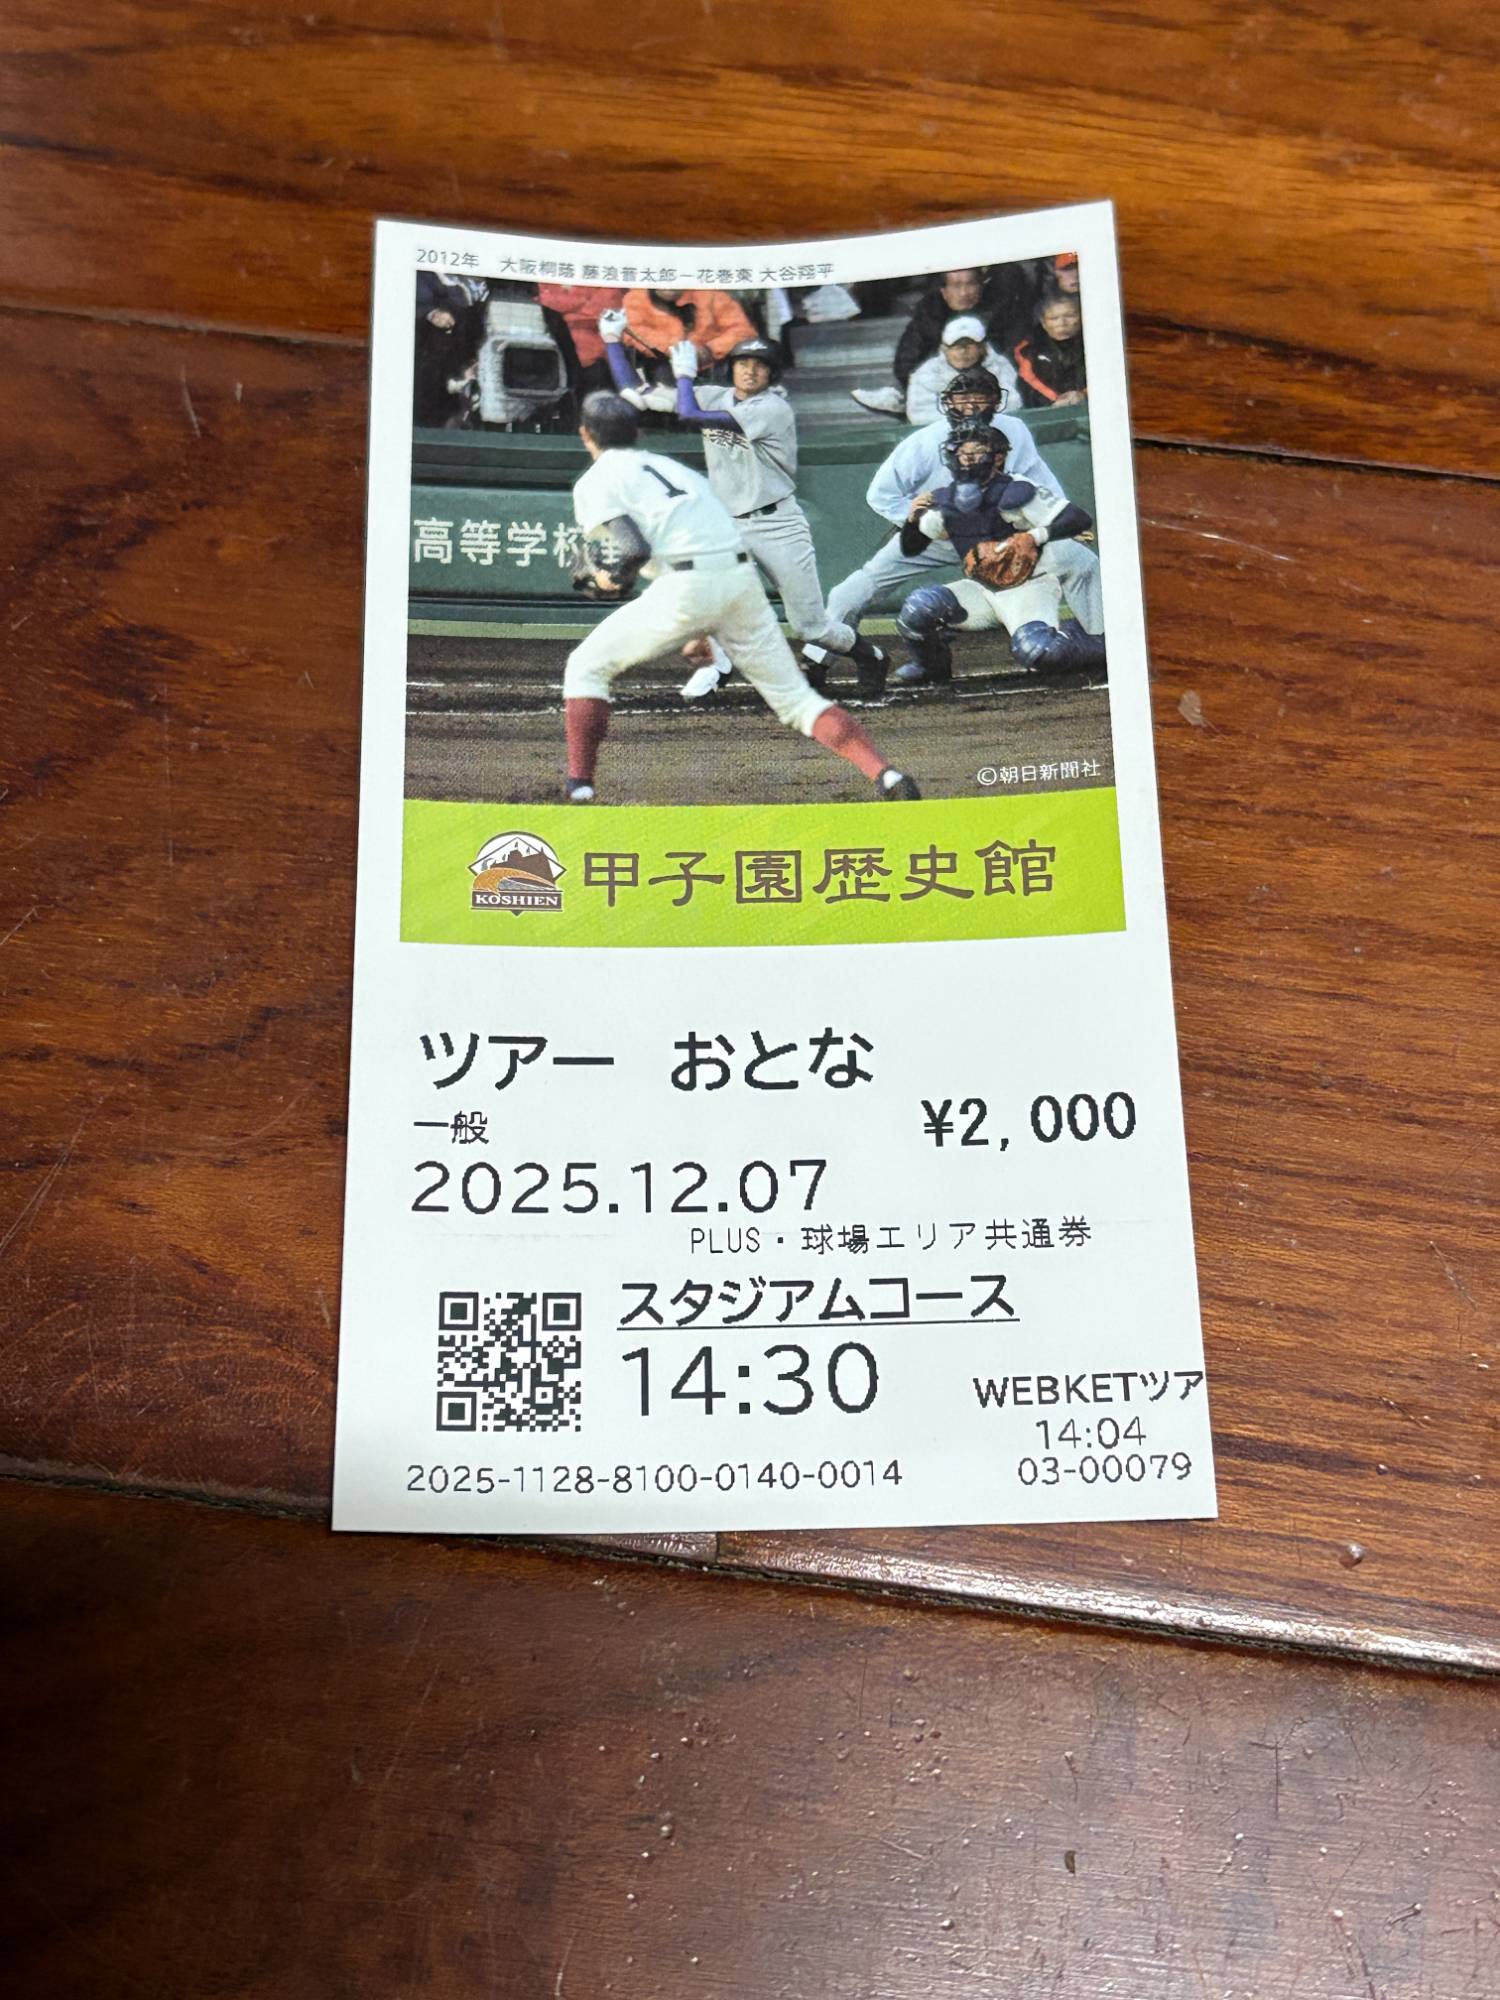 2012年 大阪桐蔭 藤浪晋太郎－花巻東 大谷翔平
1
高等学校
©朝日新聞社
KOSHIEN
甲子園歴史館
ツアー おとな
一般
¥2,000
2025.12.07
PLUS・球場エリア共通券
スタジアムコース
14:30
WEBKETツア
14:04
2025-1128-8100-0140-0014
03-00079